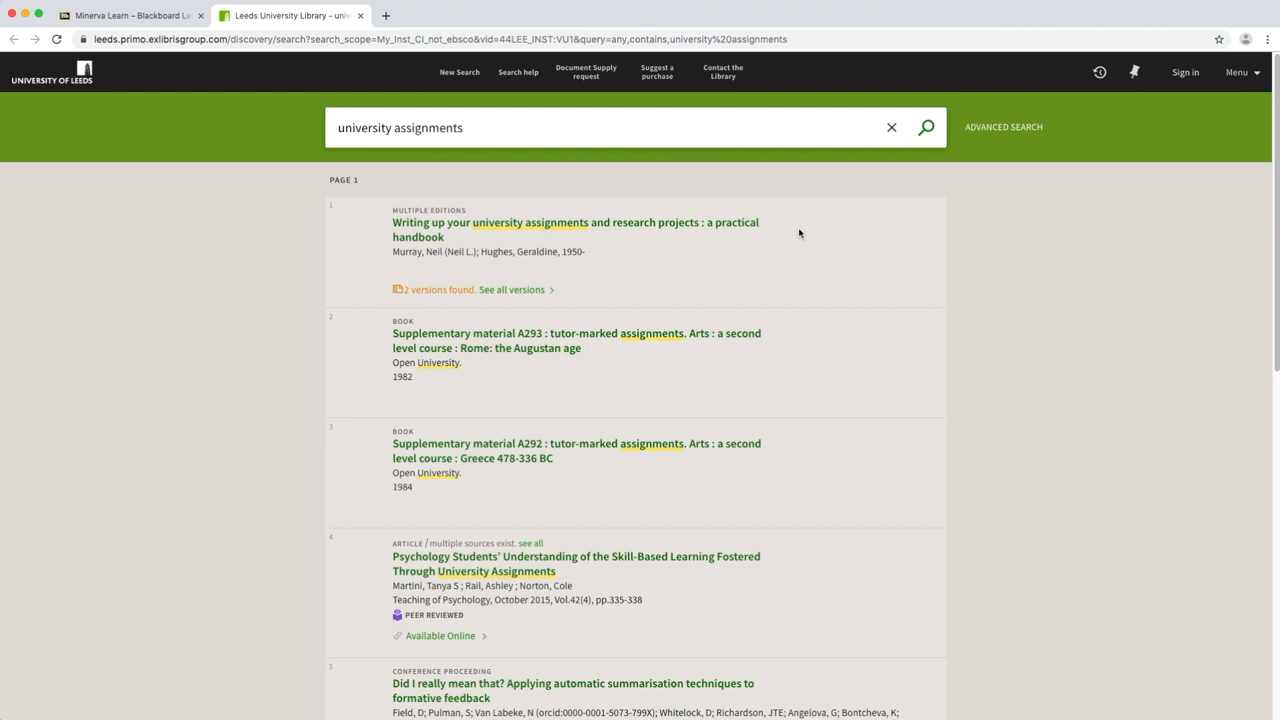 Minerva Learn – Blackboard Le
Leeds University Library - univ
leeds.primo.exlibrisgroup.com/discovery/search?search_scope=My_Inst_CI_not_ebsco&vid=44LEE_INST:VU1&query=any,contains,university%20assignments
UNIVERSITY OF LEEDS
New Search
Search help
Document Supply
request
Suggest a
purchase
Contact the
Library
Sign in
Menu
university assignments
ADVANCED SEARCH
PAGE 1
1
MULTIPLE EDITIONS
Writing up your university assignments and research projects : a practical
handbook
Murray, Neil (Neil L.); Hughes, Geraldine, 1950-
2 versions found. See all versions
2
BOOK
Supplementary material A293 : tutor-marked assignments. Arts : a second
level course : Rome: the Augustan age
Open University.
1982
3
BOOK
Supplementary material A292 : tutor-marked assignments. Arts : a second
level course : Greece 478-336 BC
Open University.
1984
4
ARTICLE / multiple sources exist. see all
Psychology Students’ Understanding of the Skill-Based Learning Fostered
Through University Assignments
Martini, Tanya S ; Rail, Ashley ; Norton, Cole
Teaching of Psychology, October 2015, Vol.42(4), pp.335-338
PEER REVIEWED
Available Online
5
CONFERENCE PROCEEDING
Did I really mean that? Applying automatic summarisation techniques to
formative feedback
Field, D; Pulman, S; Van Labeke, N (orcid:0000-0001-5073-799X); Whitelock, D; Richardson, JTE; Angelova, G; Bontcheva, K;